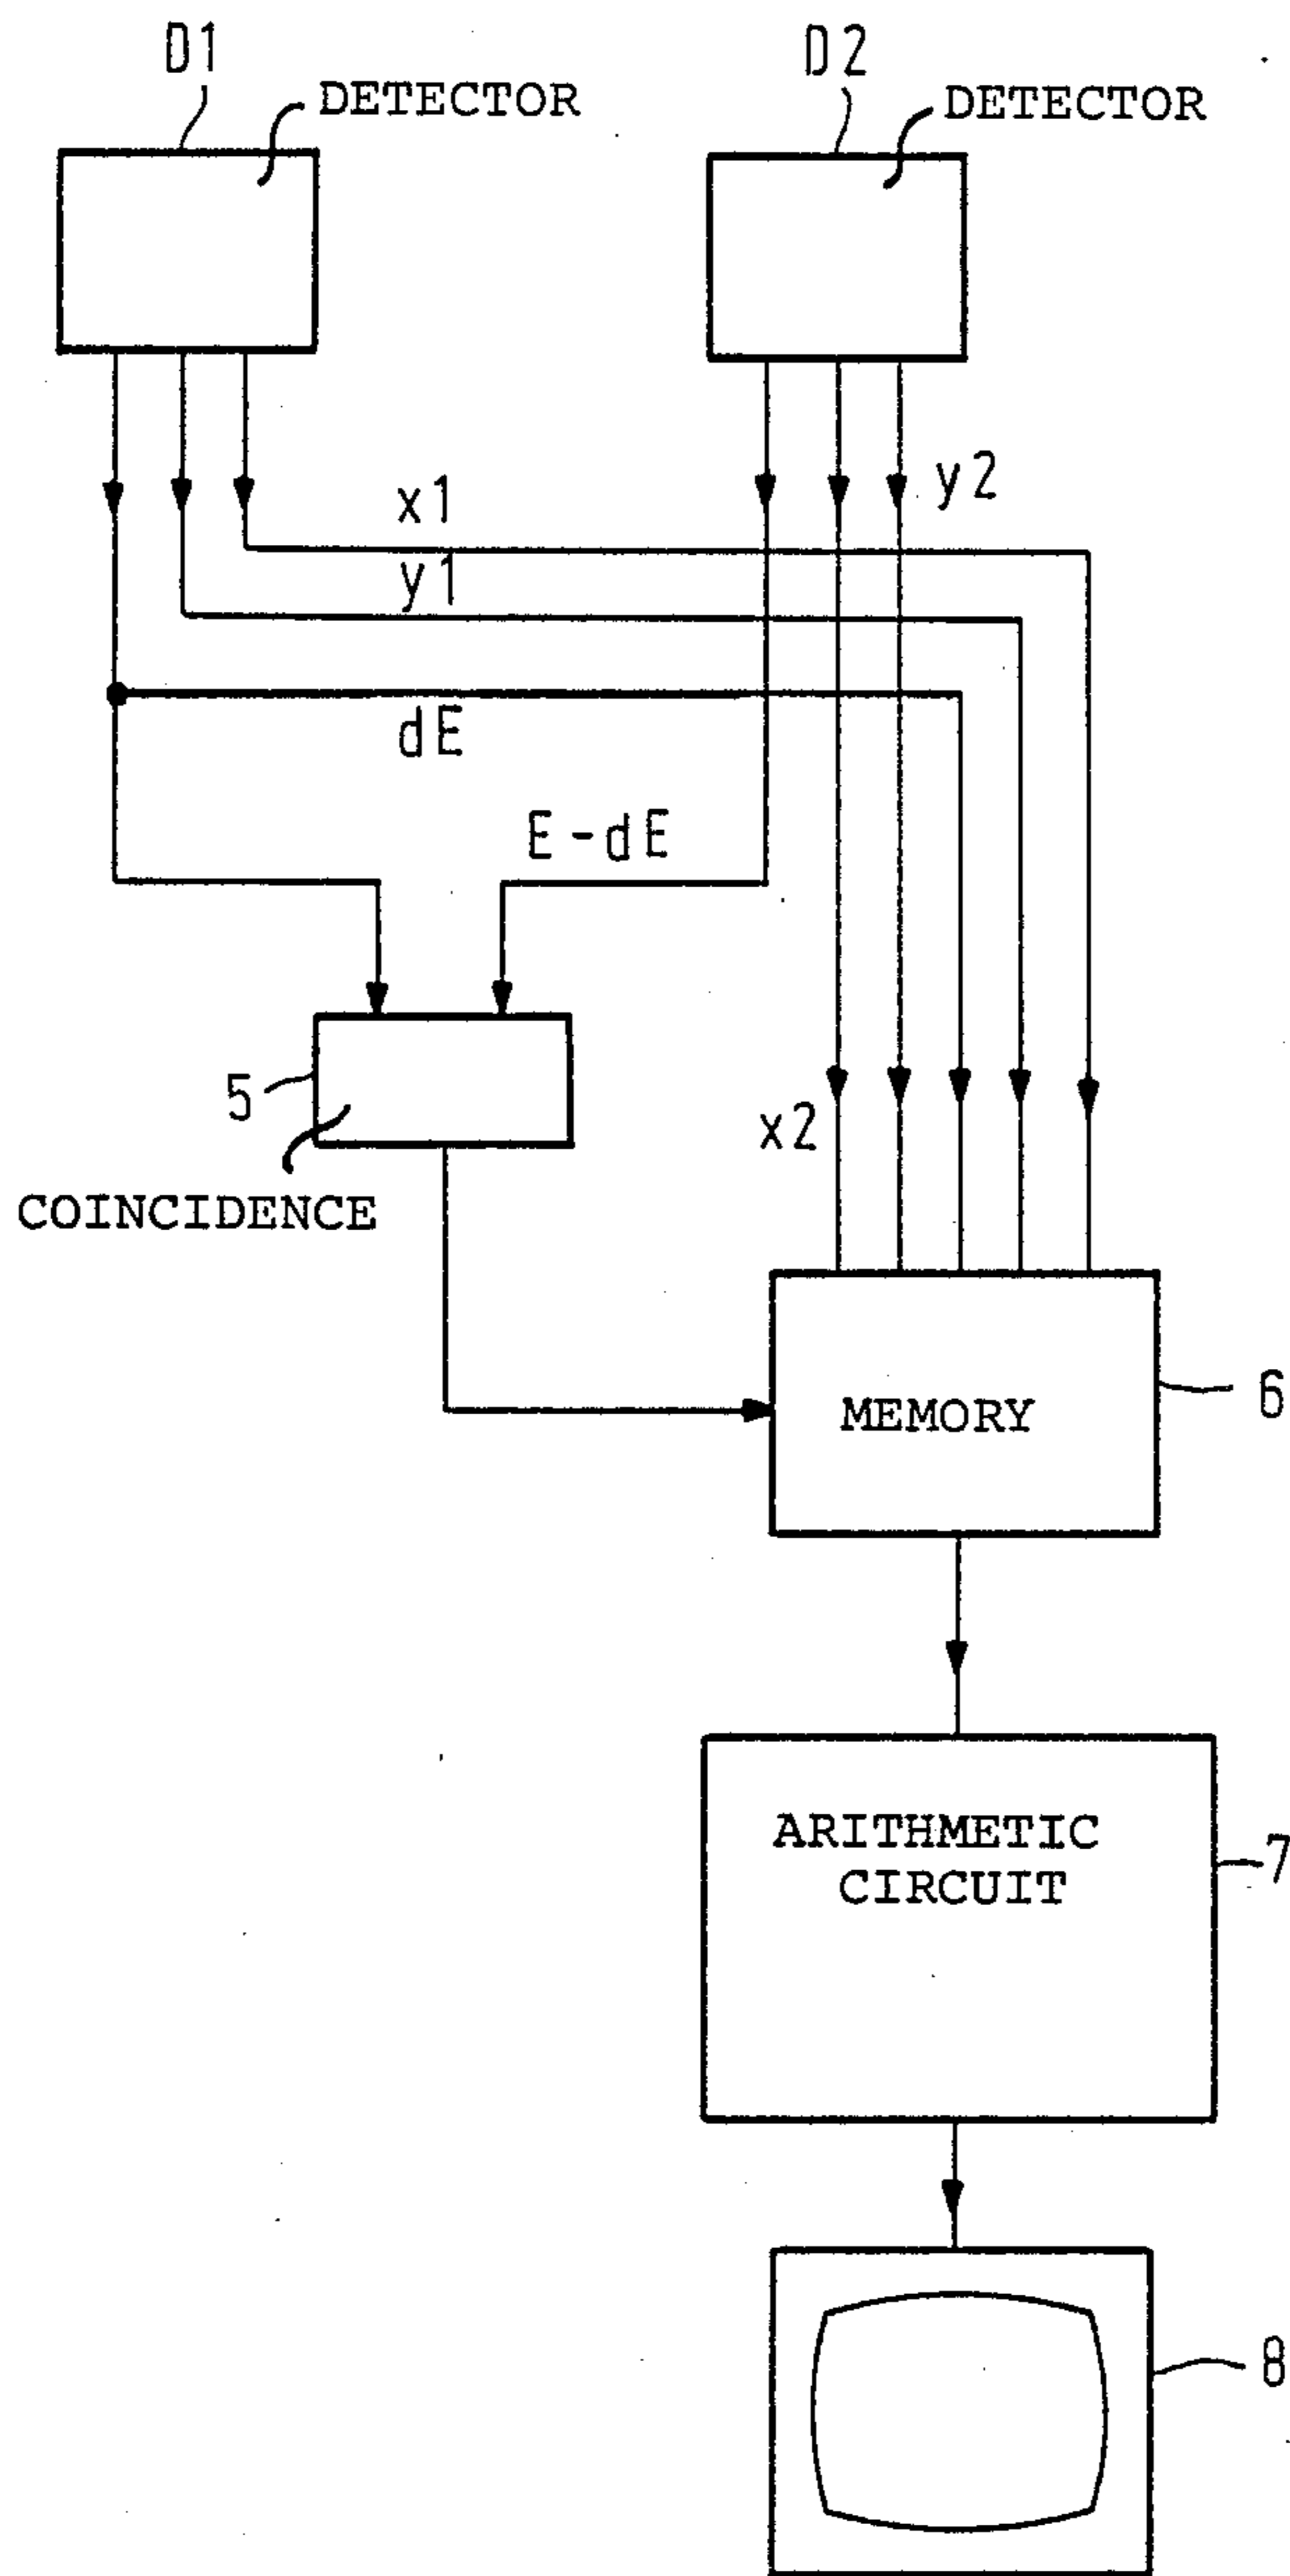 D1
D2
DETECTOR
DETECTOR
y2
x1
y1
dE
E-dE
5
x2
COINCIDENCE
6
MEMORY
ARITHMETIC
CIRCUIT
7
8